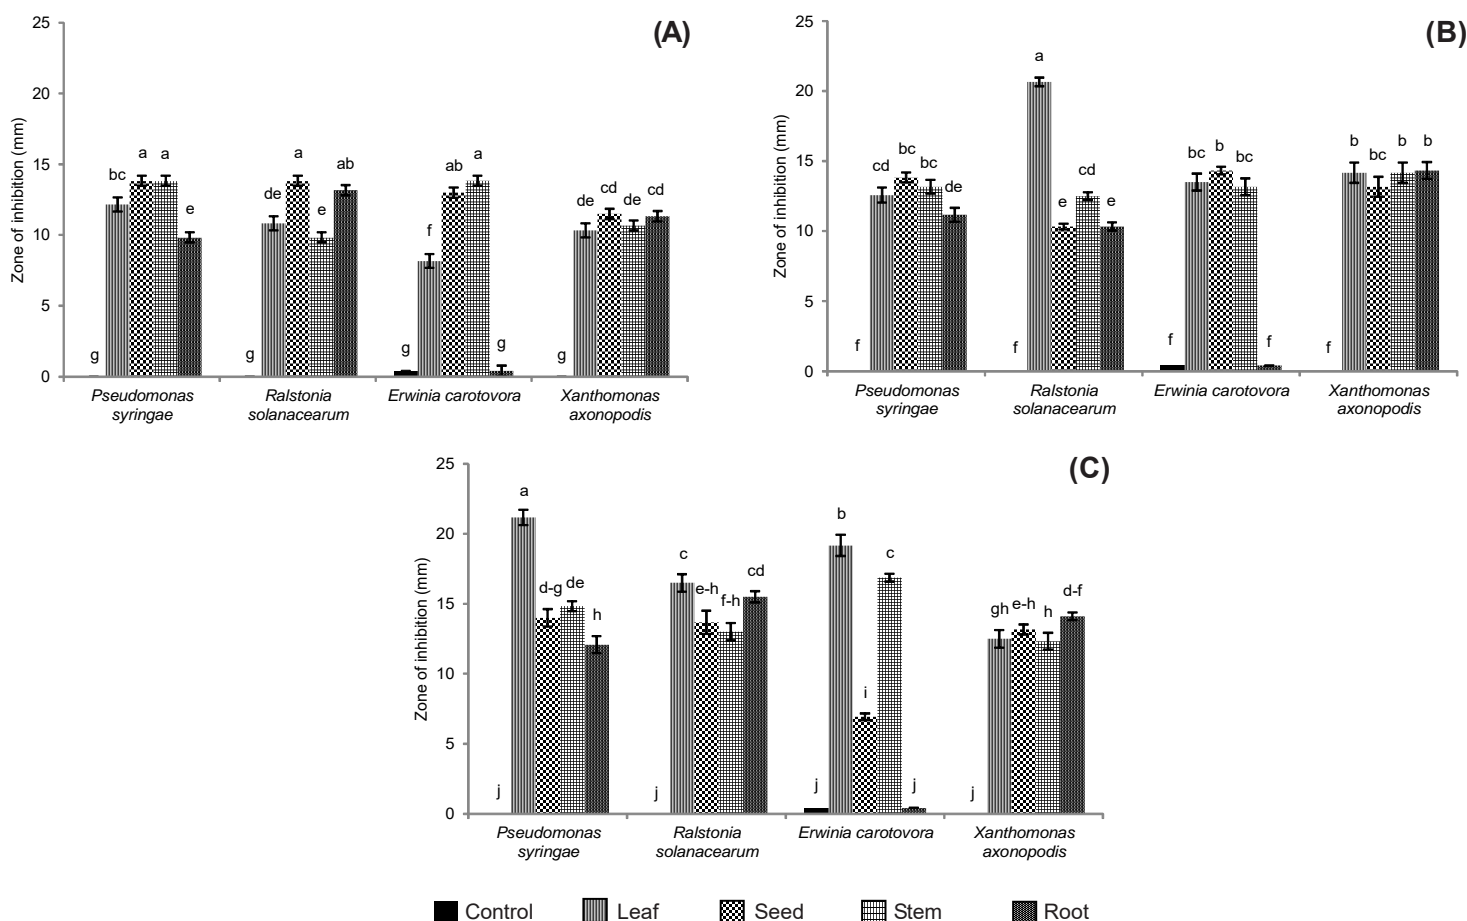 (A)
Zone of inhibition (mm)
25
20
15
10
5
0
g
bc
a
a
e
g
de
a
e
ab
g
f
ab
a
g
g
de
cd
de
cd
Pseudomonas
syringae
Ralstonia
solanacearum
Erwinia carotovora
Xanthomonas
axonopodis
(B)
Zone of inhibition (mm)
25
20
15
10
5
0
f
cd
bc
bc
de
f
a
e
cd
e
f
bc
b
bc
f
f
b
bc
b
b
Pseudomonas
syringae
Ralstonia
solanacearum
Erwinia carotovora
Xanthomonas
axonopodis
(C)
Zone of inhibition (mm)
25
20
15
10
5
0
j
a
d-g
de
h
j
c
e-h
f-h
cd
j
b
i
c
j
j
gh
e-h
h
d-f
Pseudomonas
syringae
Ralstonia
solanacearum
Erwinia carotovora
Xanthomonas
axonopodis
Control Leaf Seed Stem Root